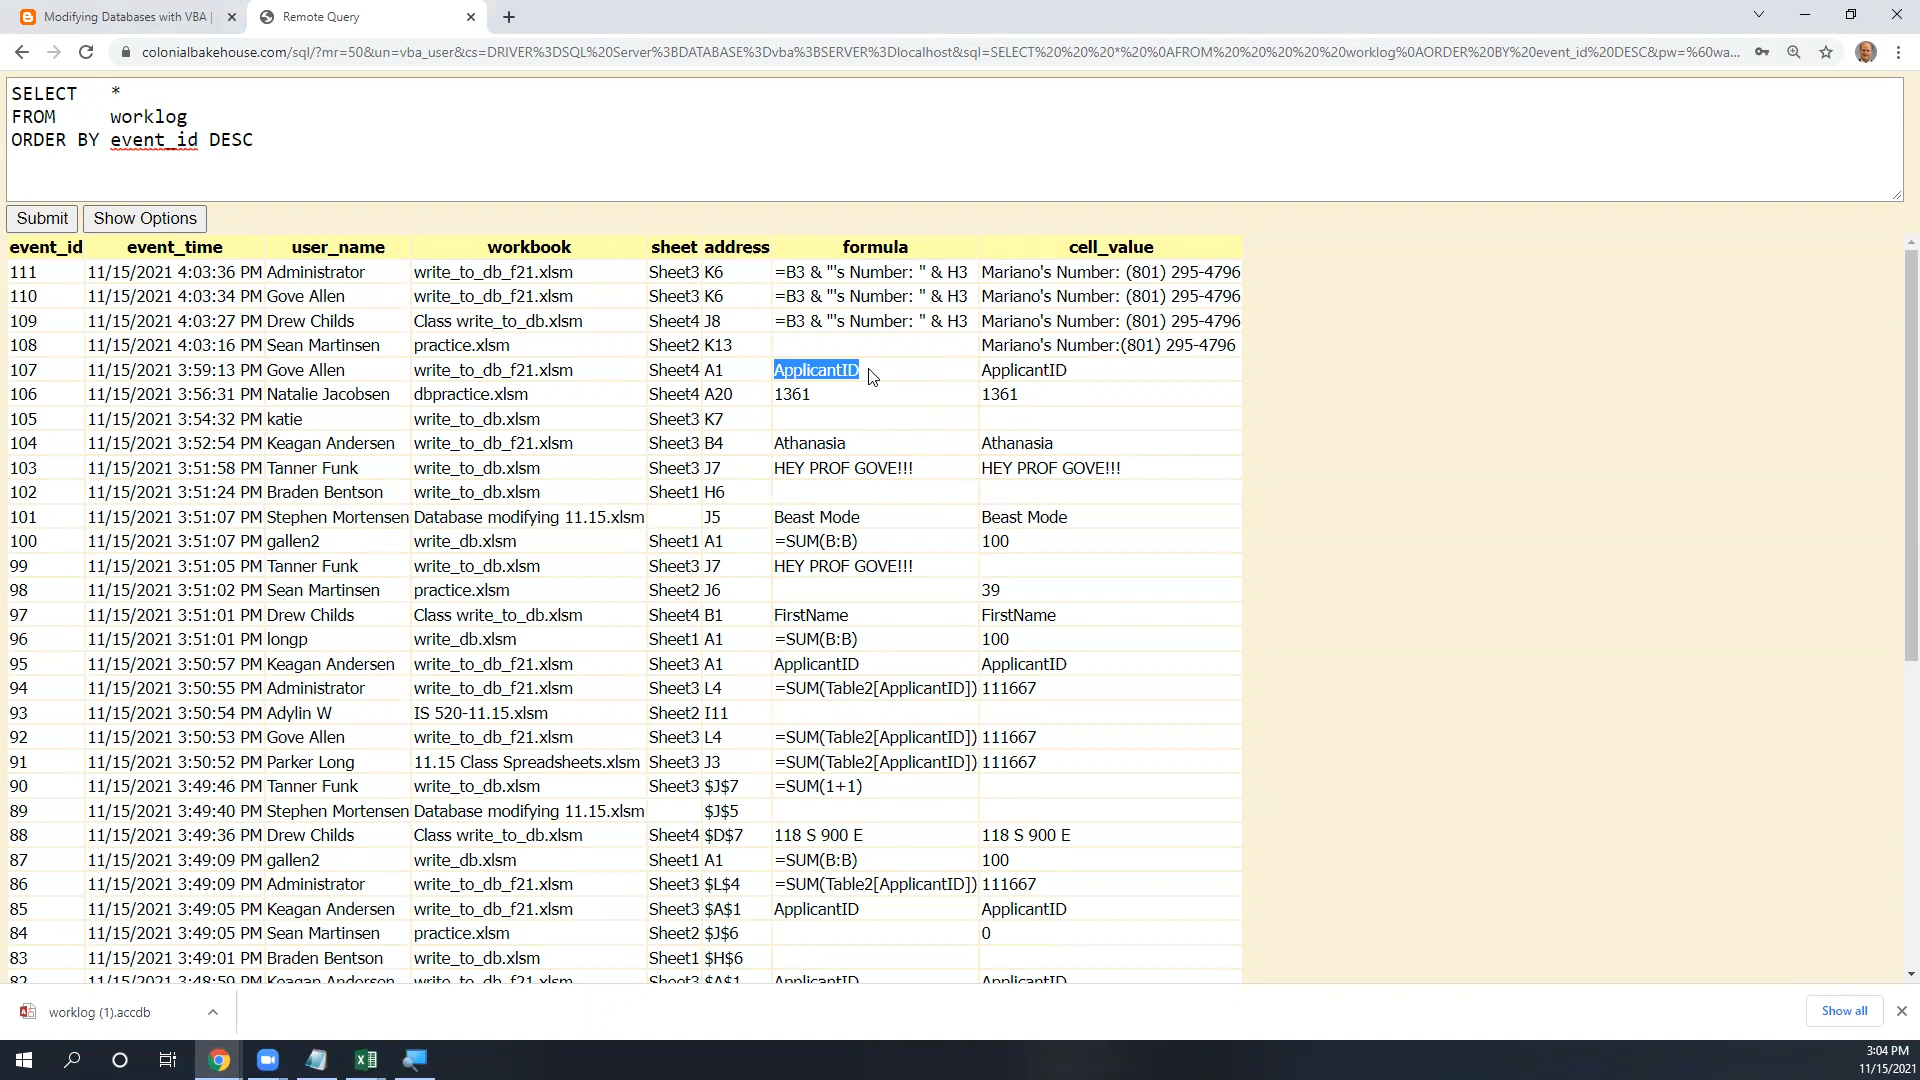 Modifying Databases with VBA |
Remote Query
colonialbakehouse.com/sql/?mr=50&un=vba_user&cs=DRIVER%3DSQL%20Server%3BDATABASE%3Dvba%3BSERVER%3Dlocalhost&sql=SELECT%20%20%20*%20%0AFROM%20%20%20%20%20worklog%0AORDER%20BY%20event_id%20DESC&pw=%60wa...
SELECT *
FROM worklog
ORDER BY event_id DESC
Submit Show Options
event_id event_time user_name workbook sheet address formula cell_value
111 11/15/2021 4:03:36 PM Administrator write_to_db_f21.xlsm Sheet3 K6 =B3 & "'s Number: " & H3 Mariano's Number: (801) 295-4796
110 11/15/2021 4:03:34 PM Gove Allen write_to_db_f21.xlsm Sheet3 K6 =B3 & "'s Number: " & H3 Mariano's Number: (801) 295-4796
109 11/15/2021 4:03:27 PM Drew Childs Class write_to_db.xlsm Sheet4 J8 =B3 & "'s Number: " & H3 Mariano's Number: (801) 295-4796
108 11/15/2021 4:03:16 PM Sean Martinsen practice.xlsm Sheet2 K13 Mariano's Number:(801) 295-4796
107 11/15/2021 3:59:13 PM Gove Allen write_to_db_f21.xlsm Sheet4 A1 ApplicantID ApplicantID
106 11/15/2021 3:56:31 PM Natalie Jacobsen dbpractice.xlsm Sheet4 A20 1361 1361
105 11/15/2021 3:54:32 PM katie write_to_db.xlsm Sheet3 K7
104 11/15/2021 3:52:54 PM Keagan Andersen write_to_db_f21.xlsm Sheet3 B4 Athanasia Athanasia
103 11/15/2021 3:51:58 PM Tanner Funk write_to_db.xlsm Sheet3 J7 HEY PROF GOVE!!! HEY PROF GOVE!!!
102 11/15/2021 3:51:24 PM Braden Bentson write_to_db.xlsm Sheet1 H6
101 11/15/2021 3:51:07 PM Stephen Mortensen Database modifying 11.15.xlsm J5 Beast Mode Beast Mode
100 11/15/2021 3:51:07 PM gallen2 write_db.xlsm Sheet1 A1 =SUM(B:B) 100
99 11/15/2021 3:51:05 PM Tanner Funk write_to_db.xlsm Sheet3 J7 HEY PROF GOVE!!!
98 11/15/2021 3:51:02 PM Sean Martinsen practice.xlsm Sheet2 J6 39
97 11/15/2021 3:51:01 PM Drew Childs Class write_to_db.xlsm Sheet4 B1 FirstName FirstName
96 11/15/2021 3:51:01 PM longp write_db.xlsm Sheet1 A1 =SUM(B:B) 100
95 11/15/2021 3:50:57 PM Keagan Andersen write_to_db_f21.xlsm Sheet3 A1 ApplicantID ApplicantID
94 11/15/2021 3:50:55 PM Administrator write_to_db_f21.xlsm Sheet3 L4 =SUM(Table2[ApplicantID]) 111667
93 11/15/2021 3:50:54 PM Adylin W IS 520-11.15.xlsm Sheet2 I11
92 11/15/2021 3:50:53 PM Gove Allen write_to_db_f21.xlsm Sheet3 L4 =SUM(Table2[ApplicantID]) 111667
91 11/15/2021 3:50:52 PM Parker Long 11.15 Class Spreadsheets.xlsm Sheet3 J3 =SUM(Table2[ApplicantID]) 111667
90 11/15/2021 3:49:46 PM Tanner Funk write_to_db.xlsm Sheet3 $J$7 =SUM(1+1)
89 11/15/2021 3:49:40 PM Stephen Mortensen Database modifying 11.15.xlsm $J$5
88 11/15/2021 3:49:36 PM Drew Childs Class write_to_db.xlsm Sheet4 $D$7 118 S 900 E 118 S 900 E
87 11/15/2021 3:49:09 PM gallen2 write_db.xlsm Sheet1 A1 =SUM(B:B) 100
86 11/15/2021 3:49:09 PM Administrator write_to_db_f21.xlsm Sheet3 $L$4 =SUM(Table2[ApplicantID]) 111667
85 11/15/2021 3:49:05 PM Keagan Andersen write_to_db_f21.xlsm Sheet3 $A$1 ApplicantID ApplicantID
84 11/15/2021 3:49:05 PM Sean Martinsen practice.xlsm Sheet2 $J$6 0
83 11/15/2021 3:49:01 PM Braden Bentson write_to_db.xlsm Sheet1 $H$6
82 11/15/2021 3:48:59 PM Keagan Andersen write_to_db_f21.xlsm Sheet3 $A$1 ApplicantID ApplicantID
worklog (1).accdb
Show all
3:04 PM
11/15/2021